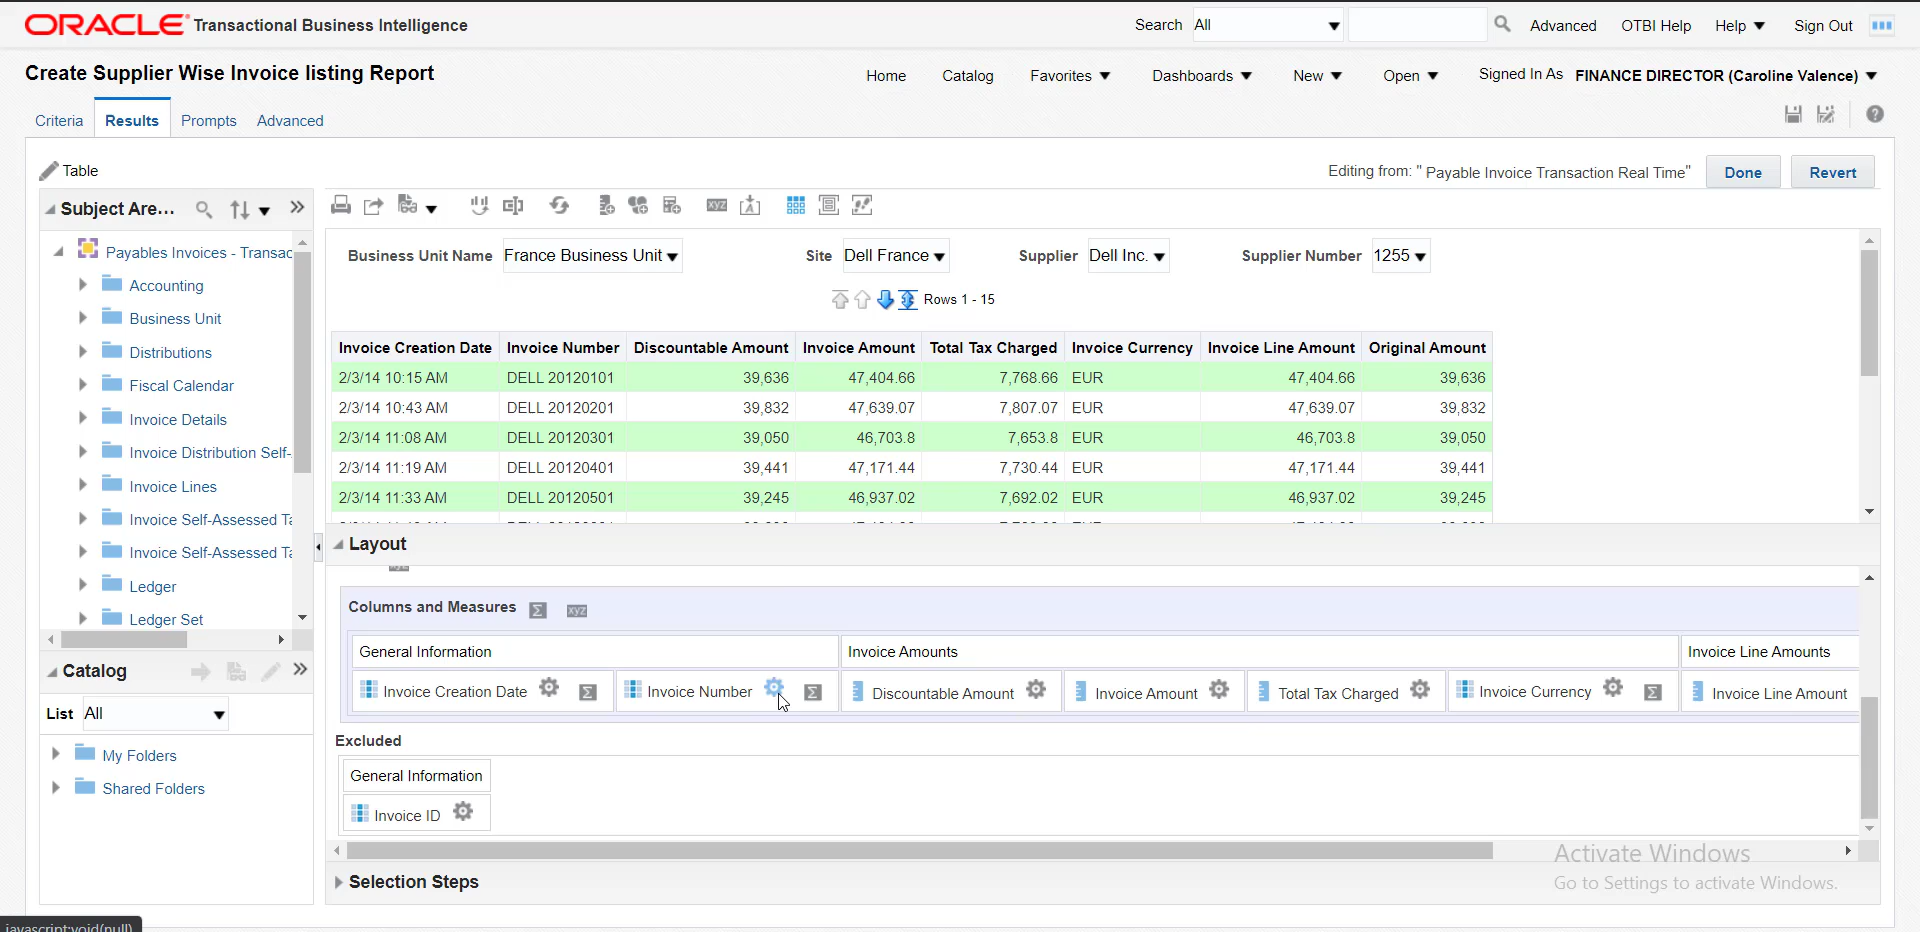 ORACLE Transactional Business Intelligence
Search All Advanced OTBI Help Help Sign Out
Create Supplier Wise Invoice listing Report
Home Catalog Favorites Dashboards New Open Signed In As FINANCE DIRECTOR (Caroline Valence)
Criteria Results Prompts Advanced
Table
Editing from: " Payable Invoice Transaction Real Time" Done Revert
Subject Are...
Payables Invoices - Transac
Accounting
Business Unit
Distributions
Fiscal Calendar
Invoice Details
Invoice Distribution Self-
Invoice Lines
Invoice Self-Assessed Ta
Invoice Self-Assessed Ta
Ledger
Ledger Set
Catalog
List All
My Folders
Shared Folders
xyz
Business Unit Name France Business Unit Site Dell France Supplier Dell Inc. Supplier Number 1255
Rows 1 - 15
Invoice Creation Date Invoice Number Discountable Amount Invoice Amount Total Tax Charged Invoice Currency Invoice Line Amount Original Amount
2/3/14 10:15 AM DELL 20120101 39,636 47,404.66 7,768.66 EUR 47,404.66 39,636
2/3/14 10:43 AM DELL 20120201 39,832 47,639.07 7,807.07 EUR 47,639.07 39,832
2/3/14 11:08 AM DELL 20120301 39,050 46,703.8 7,653.8 EUR 46,703.8 39,050
2/3/14 11:19 AM DELL 20120401 39,441 47,171.44 7,730.44 EUR 47,171.44 39,441
2/3/14 11:33 AM DELL 20120501 39,245 46,937.02 7,692.02 EUR 46,937.02 39,245
Layout
Columns and Measures Σ xyz
General Information Invoice Amounts Invoice Line Amounts
Invoice Creation Date Σ Invoice Number Σ Discountable Amount Invoice Amount Total Tax Charged Invoice Currency Σ Invoice Line Amount
Excluded
General Information
Invoice ID
Selection Steps
Activate Windows
Go to Settings to activate Windows.
javascript:void(null)